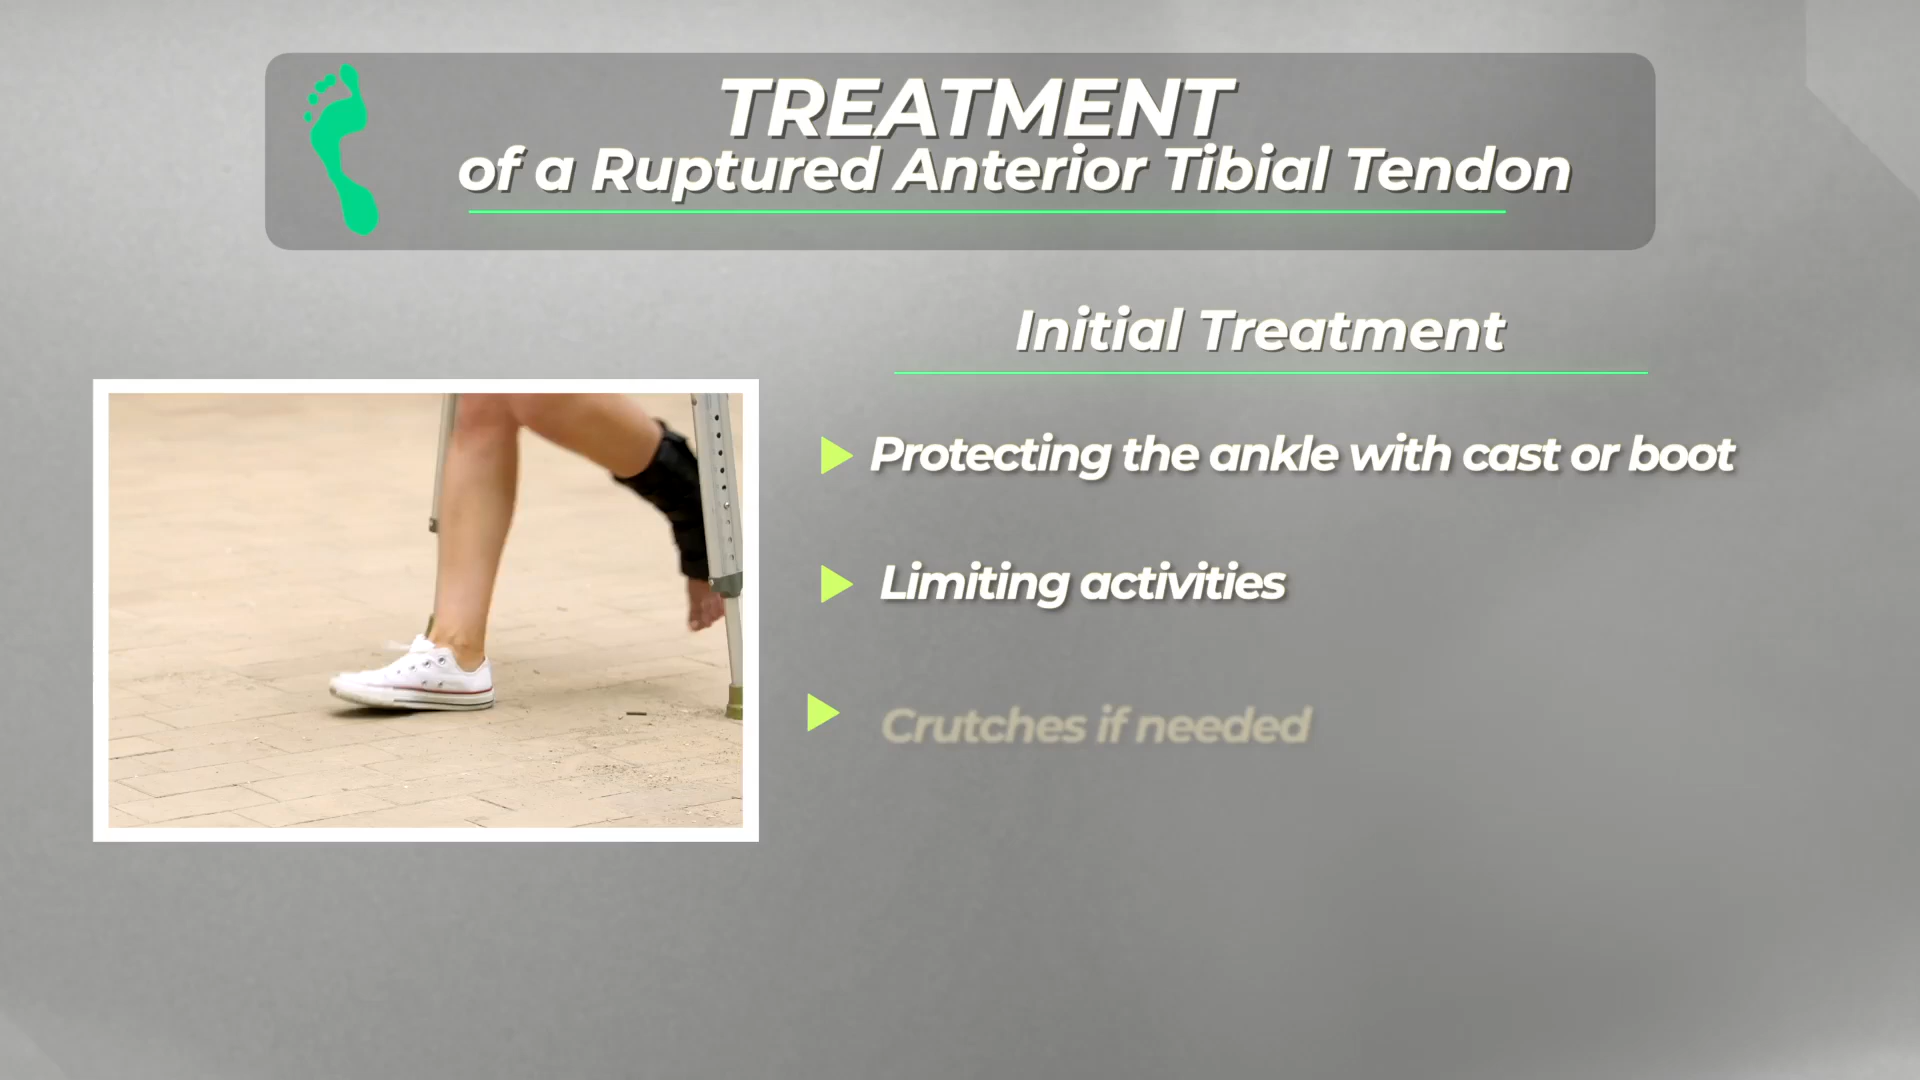 TREATMENT
of a Ruptured Anterior Tibial Tendon
Initial Treatment
Protecting the ankle with cast or boot
Limiting activities
Crutches if needed